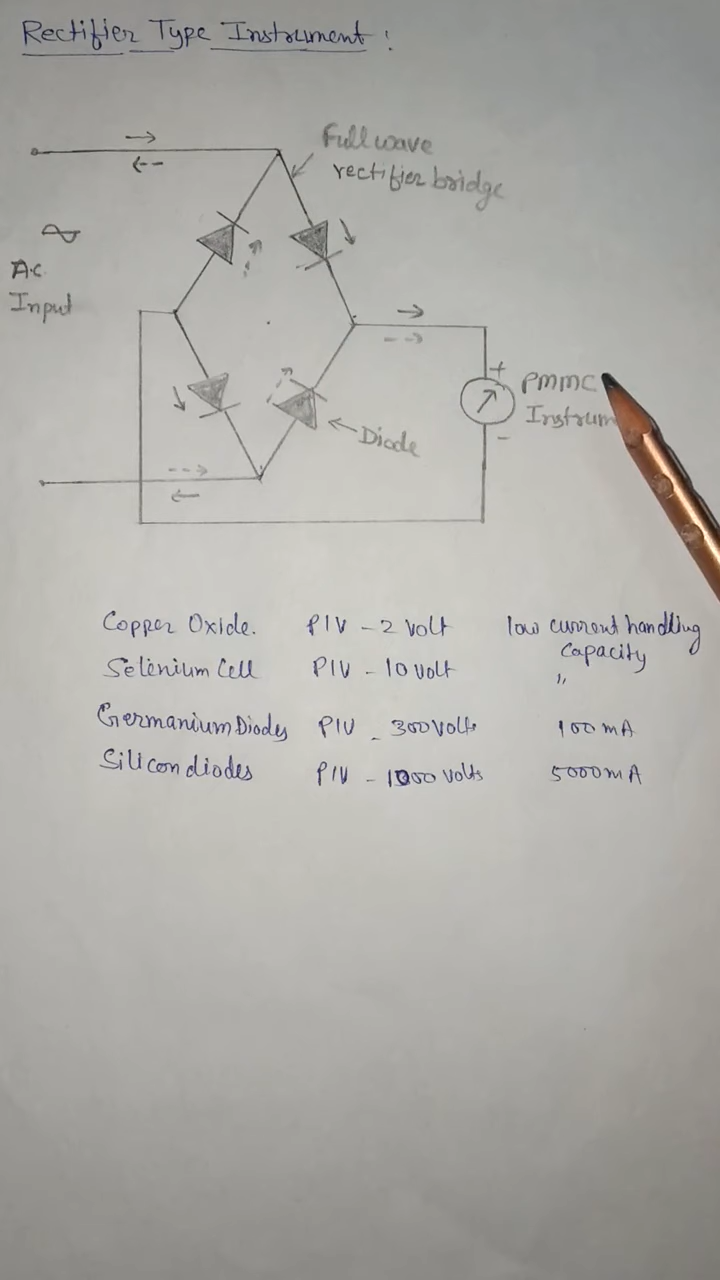 Rectifier Type Instrument :
Full wave
rectifier bridge
A.C.
Input
+
PMMC
Instrum
-
Diode
Copper Oxide. PIV - 2 volt low current handling
capacity
Selenium Cell PIV - 10 volt "
Germanium Diodes PIV - 300 volts 100 mA
Silicon diodes PIV - 1000 volts 5000 mA